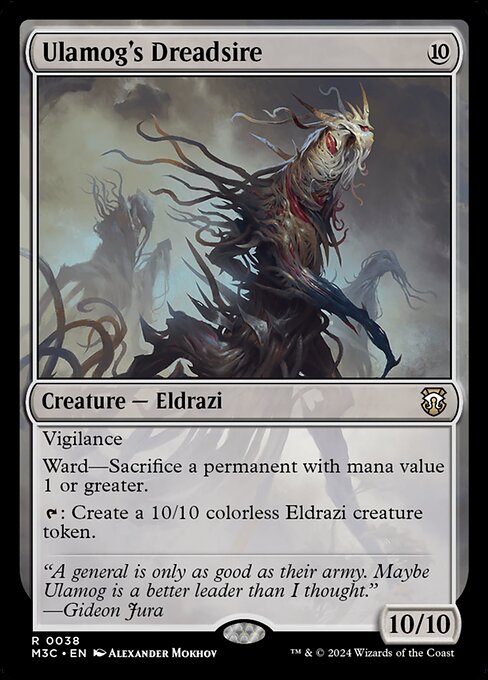 Ulamog's Dreadsire 10
Creature — Eldrazi
Vigilance
Ward—Sacrifice a permanent with mana value
1 or greater.
: Create a 10/10 colorless Eldrazi creature
token.
“A general is only as good as their army. Maybe
Ulamog is a better leader than I thought.”
—Gideon Jura
10/10
R 0038
M3C • EN Alexander Mokhov
™ & © 2024 Wizards of the Coast